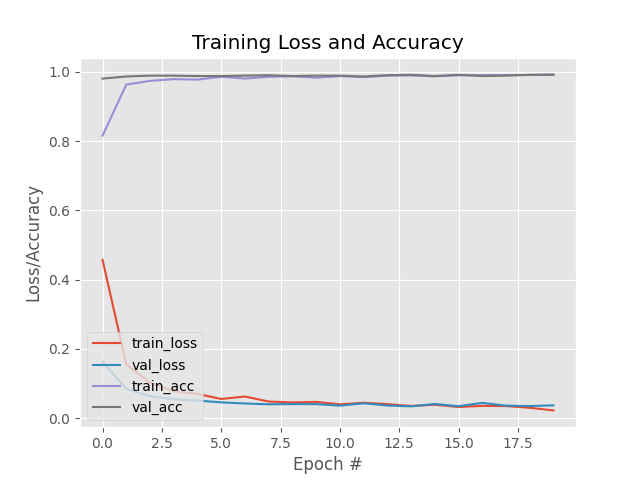 Training Loss and Accuracy
Loss/Accuracy
1.0
0.8
0.6
0.4
0.2
0.0
train_loss
val_loss
train_acc
val_acc
0.0 2.5 5.0 7.5 10.0 12.5 15.0 17.5
Epoch #